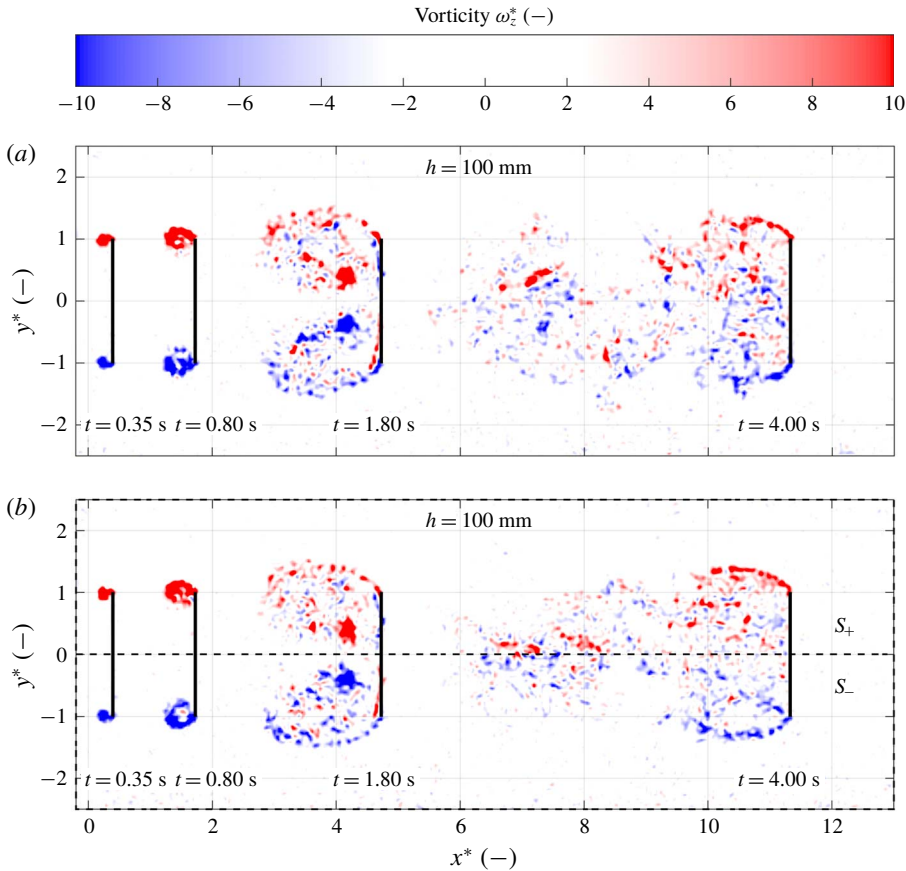 Vorticity ω*z (–)
−10 −8 −6 −4 −2 0 2 4 6 8 10
(a)
h = 100 mm
2
1
y* (–) 0
−1
−2
t = 0.35 s t = 0.80 s t = 1.80 s t = 4.00 s
(b)
h = 100 mm
2
1
S+
y* (–) 0
S−
−1
−2
t = 0.35 s t = 0.80 s t = 1.80 s t = 4.00 s
0 2 4 6 8 10 12
x* (–)